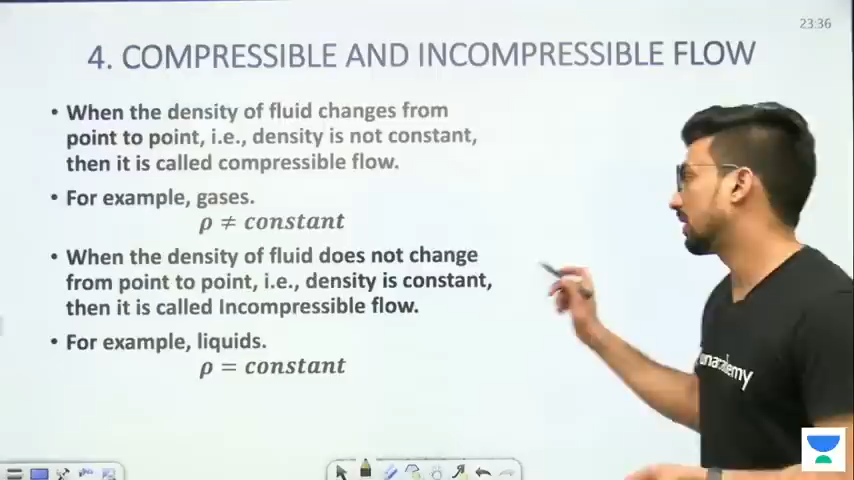 23:36
4. COMPRESSIBLE AND INCOMPRESSIBLE FLOW
• When the density of fluid changes from
point to point, i.e., density is not constant,
then it is called compressible flow.
• For example, gases.
ρ ≠ constant
• When the density of fluid does not change
from point to point, i.e., density is constant,
then it is called Incompressible flow.
• For example, liquids.
ρ = constant
unacademy